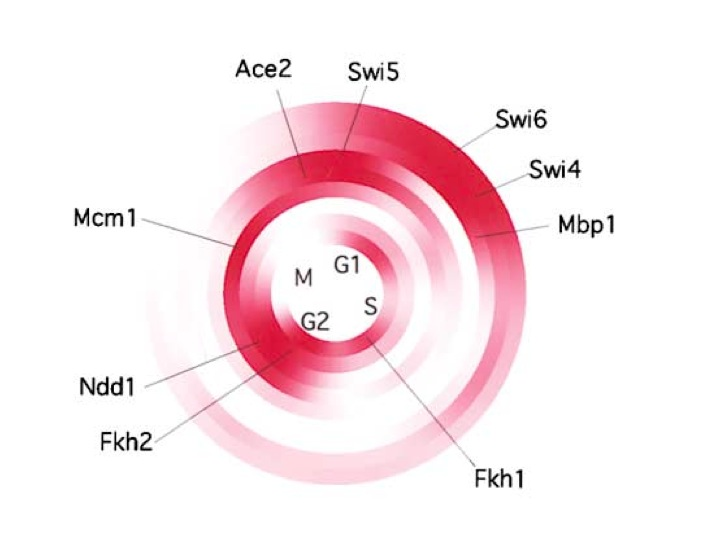 Ace2
Swi5
Swi6
Swi4
Mcm1
Mbp1
G1
M
S
G2
Ndd1
Fkh2
Fkh1